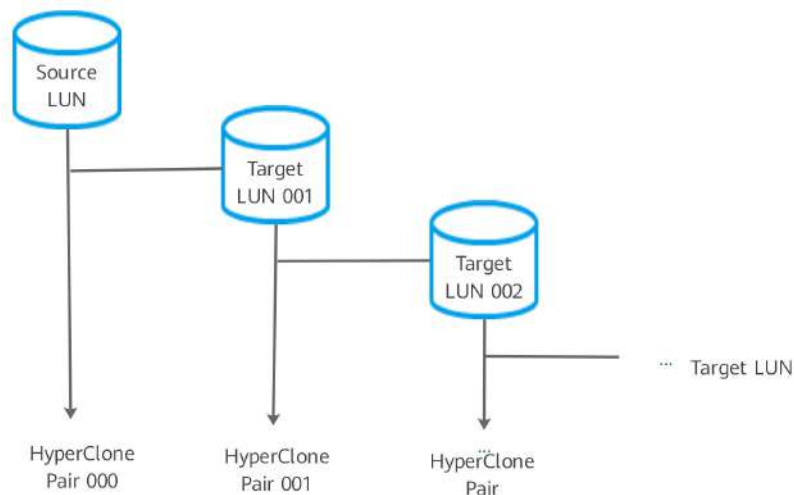 Source
LUN
Target
LUN 001
Target
LUN 002
... Target LUN
HyperClone
Pair 000
HyperClone
Pair 001
...
HyperClone
Pair